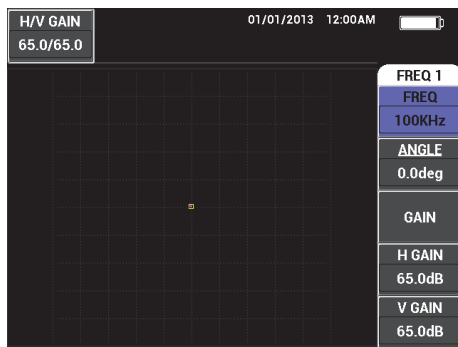 H/V GAIN
01/01/2013 12:00AM
65.0/65.0
FREQ 1
FREQ
100KHz
ANGLE
0.0deg
GAIN
H GAIN
65.0dB
V GAIN
65.0dB